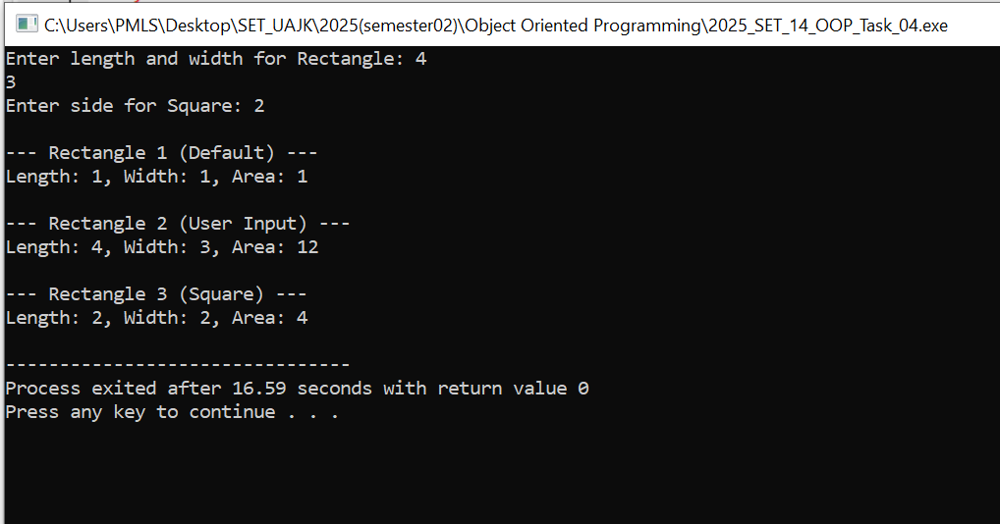 C:\Users\PMLS\Desktop\SET_UAJK\2025(semester02)\Object Oriented Programming\2025_SET_14_OOP_Task_04.exe
Enter length and width for Rectangle: 4
3
Enter side for Square: 2
--- Rectangle 1 (Default) ---
Length: 1, Width: 1, Area: 1
--- Rectangle 2 (User Input) ---
Length: 4, Width: 3, Area: 12
--- Rectangle 3 (Square) ---
Length: 2, Width: 2, Area: 4
--------------------------------
Process exited after 16.59 seconds with return value 0
Press any key to continue . . .